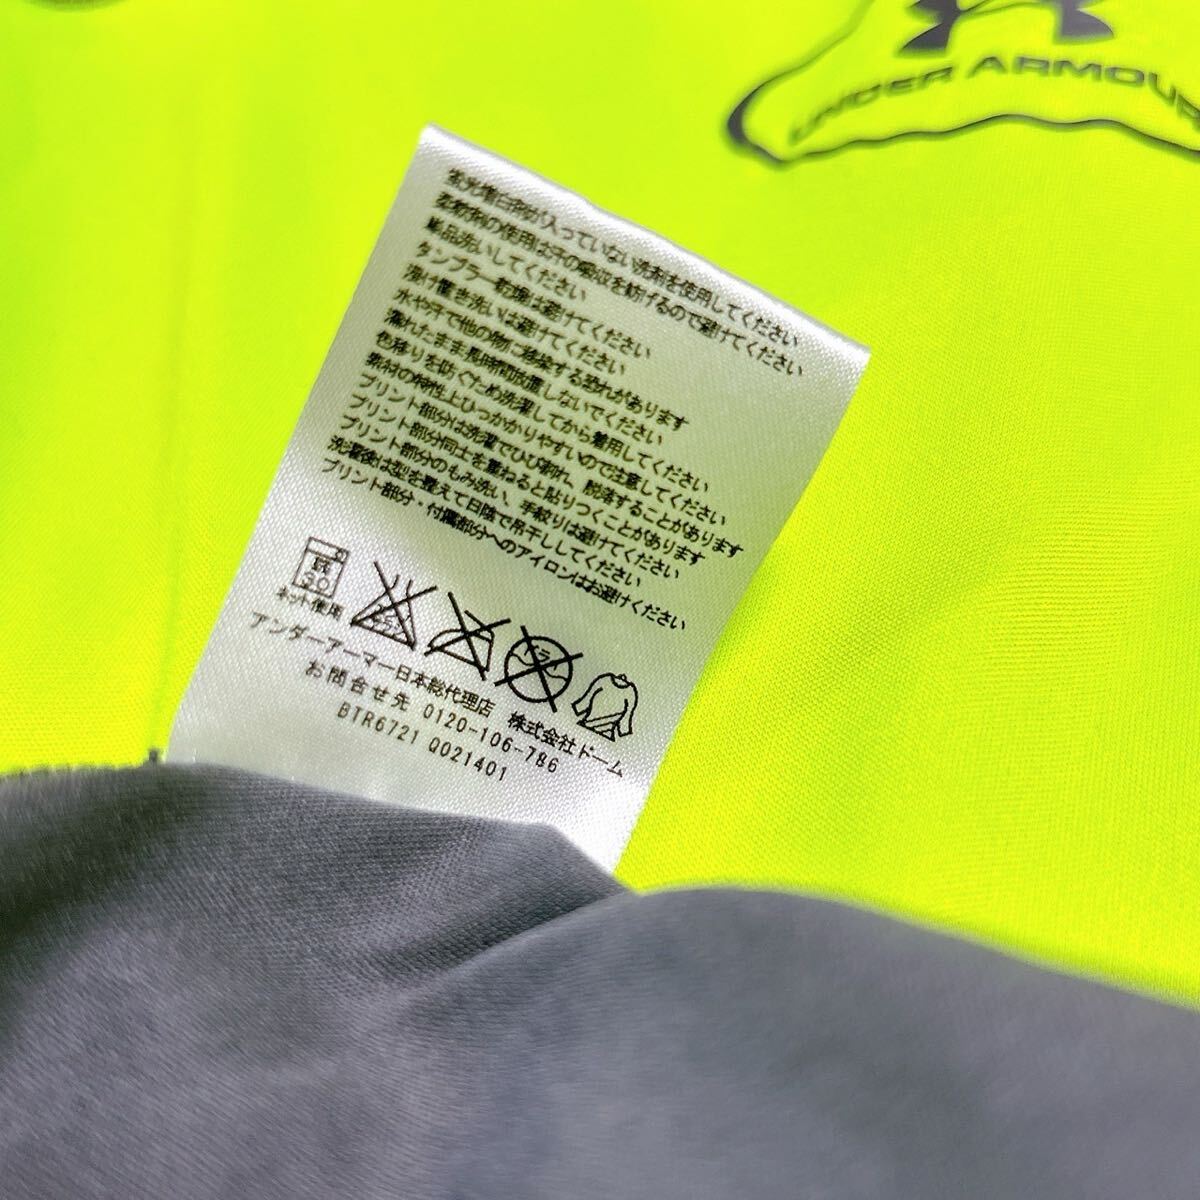 UNDER ARMOUR
蛍光増白剤が入っていない洗剤を使用してください
柔軟剤の使用は汗の吸収を妨げるので避けてください
単品洗いしてください
タンブラー乾燥は避けてください
漬け置き洗いは避けてください
水や汗で他の物に移染する恐れがあります
濡れたまま長時間放置しないでください
色移りを防ぐため洗濯してから着用してください
素材の特性上ひっかかりやすいので注意してください
プリント部分は洗濯でひび割れ、脱落することがあります
プリント部分同士を重ねると貼りつくことがあります
プリント部分のもみ洗い、手絞りは避けてください
洗濯後は型を整えて日陰で吊干ししてください
プリント部分・付属部分へのアイロンはお避けください
弱
30
ネット使用
エンソ
ドライ
アンダーアーマー日本総代理店 株式会社ドーム
お問合せ先 0120-106-786
BTR6721 Q021401